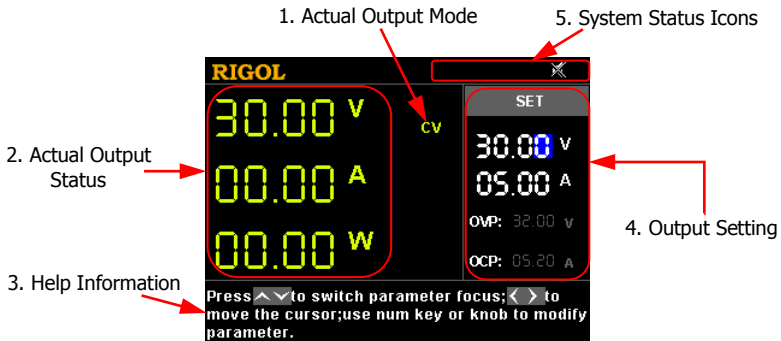 1. Actual Output Mode
5. System Status Icons
RIGOL
SET
30.00 V
CV
30.00 V
2. Actual Output
Status
00.00 A
05.00 A
OVP: 32.00 V
4. Output Setting
00.00 W
OCP: 05.20 A
3. Help Information
Press to switch parameter focus; to
move the cursor;use num key or knob to modify
parameter.